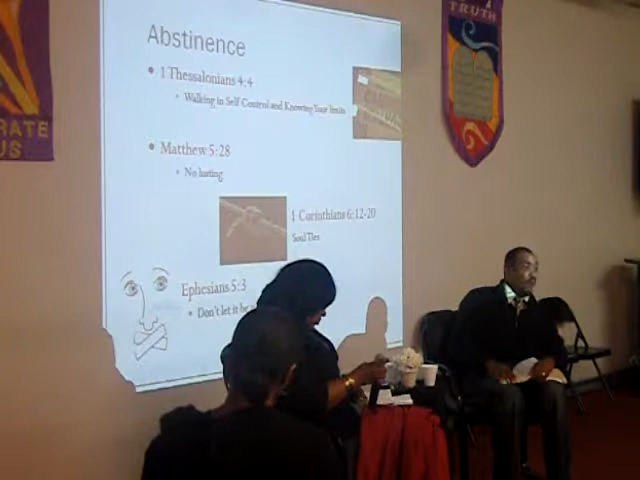 Abstinence
• 1 Thessalonians 4:4
• Walking in Self Control and Knowing Your limits
• Matthew 5:28
• No lusting
1 Corinthians 6:12-20
Soul Ties
Ephesians 5:3
• Don't let it be
TRUTH
RATE
US